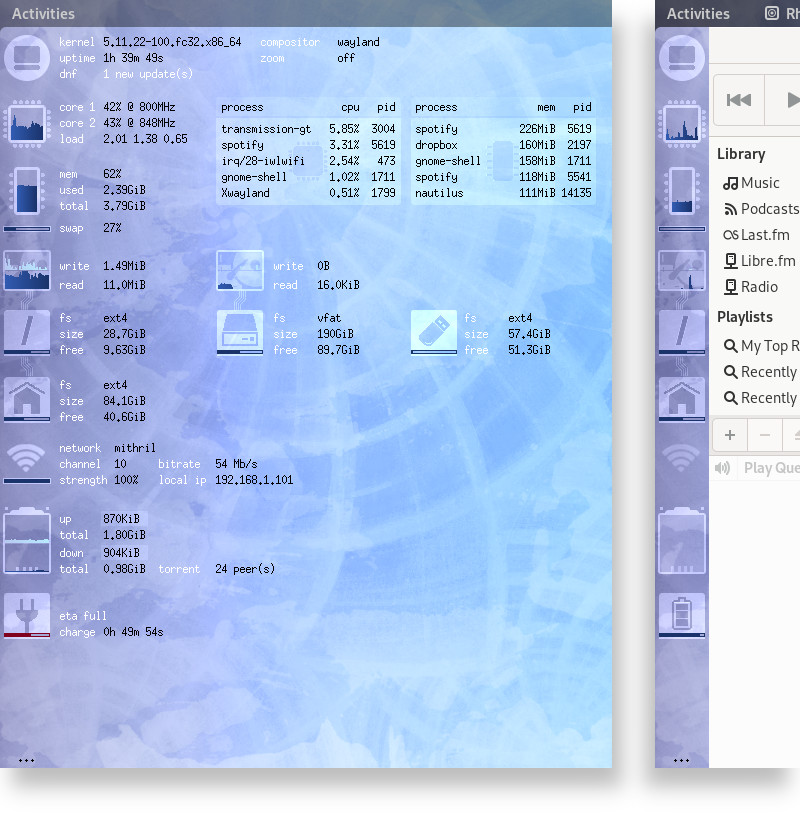 Activities
kernel 5.11.22-100.fc32.x86_64 compositor wayland
uptime 1h 39m 49s zoom off
dnf 1 new update(s)
core 1 42% @ 800MHz
core 2 43% @ 848MHz
load 2.01 1.38 0.65
process cpu pid
transmission-gt 5.85% 3004
spotify 3.31% 5619
irq/28-iwlwifi 2.54% 473
gnome-shell 1.02% 1711
Xwayland 0.51% 1799
process mem pid
spotify 226MiB 5619
dropbox 160MiB 2197
gnome-shell 158MiB 1711
spotify 118MiB 5541
nautilus 111MiB 14135
mem 62%
used 2.39GiB
total 3.79GiB
swap 27%
write 1.49MiB
read 11.0MiB
write 0B
read 16.0KiB
fs ext4
size 28.7GiB
free 9.63GiB
fs vfat
size 190GiB
free 89.7GiB
fs ext4
size 57.4GiB
free 51.3GiB
fs ext4
size 84.1GiB
free 40.6GiB
network mithril
channel 10 bitrate 54 Mb/s
strength 100% local ip 192.168.1.101
up 870KiB
total 1.80GiB
down 904KiB
total 0.98GiB torrent 24 peer(s)
eta full
charge 0h 49m 54s
...
Activities Rh
Library
Music
Podcasts
Last.fm
Libre.fm
Radio
Playlists
My Top R
Recently
Recently
Play Que
...